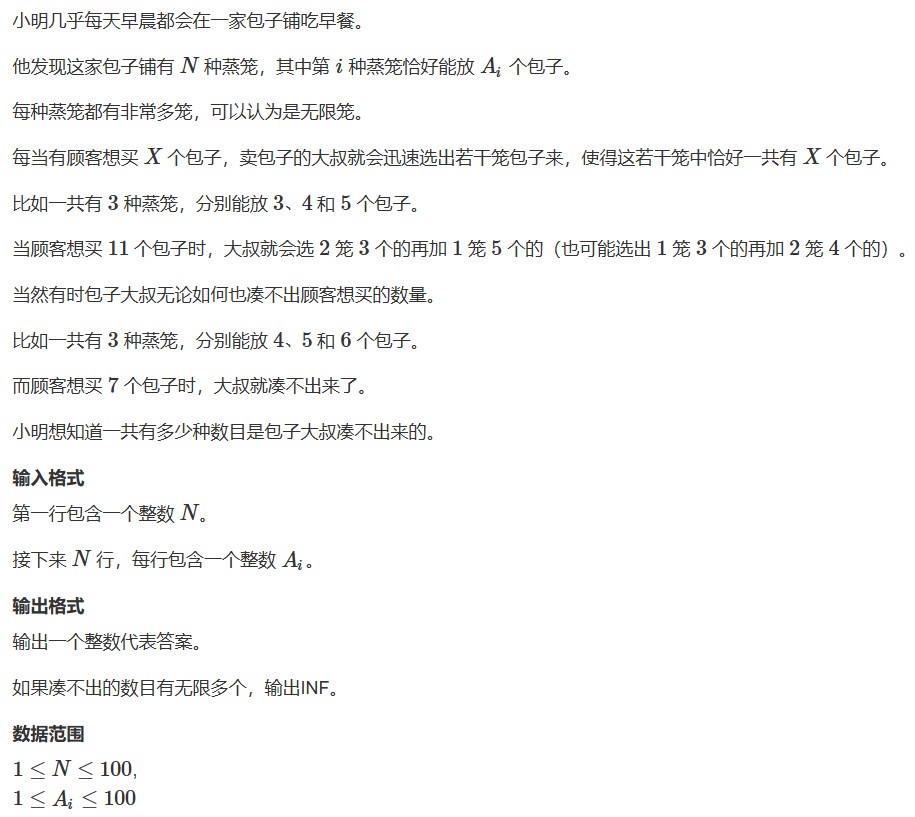 小明几乎每天早晨都会在一家包子铺吃早餐。
他发现这家包子铺有 N 种蒸笼，其中第 i 种蒸笼恰好能放 Aᵢ 个包子。
每种蒸笼都有非常多笼，可以认为是无限笼。
每当有顾客想买 X 个包子，卖包子的大叔就会迅速选出若干笼包子来，使得这若干笼中恰好一共有 X 个包子。
比如一共有 3 种蒸笼，分别能放 3、4 和 5 个包子。
当顾客想买 11 个包子时，大叔就会选 2 笼 3 个的再加 1 笼 5 个的（也可能选出 1 笼 3 个的再加 2 笼 4 个的）。
当然有时包子大叔无论如何也凑不出顾客想买的数量。
比如一共有 3 种蒸笼，分别能放 4、5 和 6 个包子。
而顾客想买 7 个包子时，大叔就凑不出来了。
小明想知道一共有多少种数目是包子大叔凑不出来的。
输入格式
第一行包含一个整数 N。
接下来 N 行，每行包含一个整数 Aᵢ。
输出格式
输出一个整数代表答案。
如果凑不出的数目有无限多个，输出INF。
数据范围
1 ≤ N ≤ 100,
1 ≤ Aᵢ ≤ 100